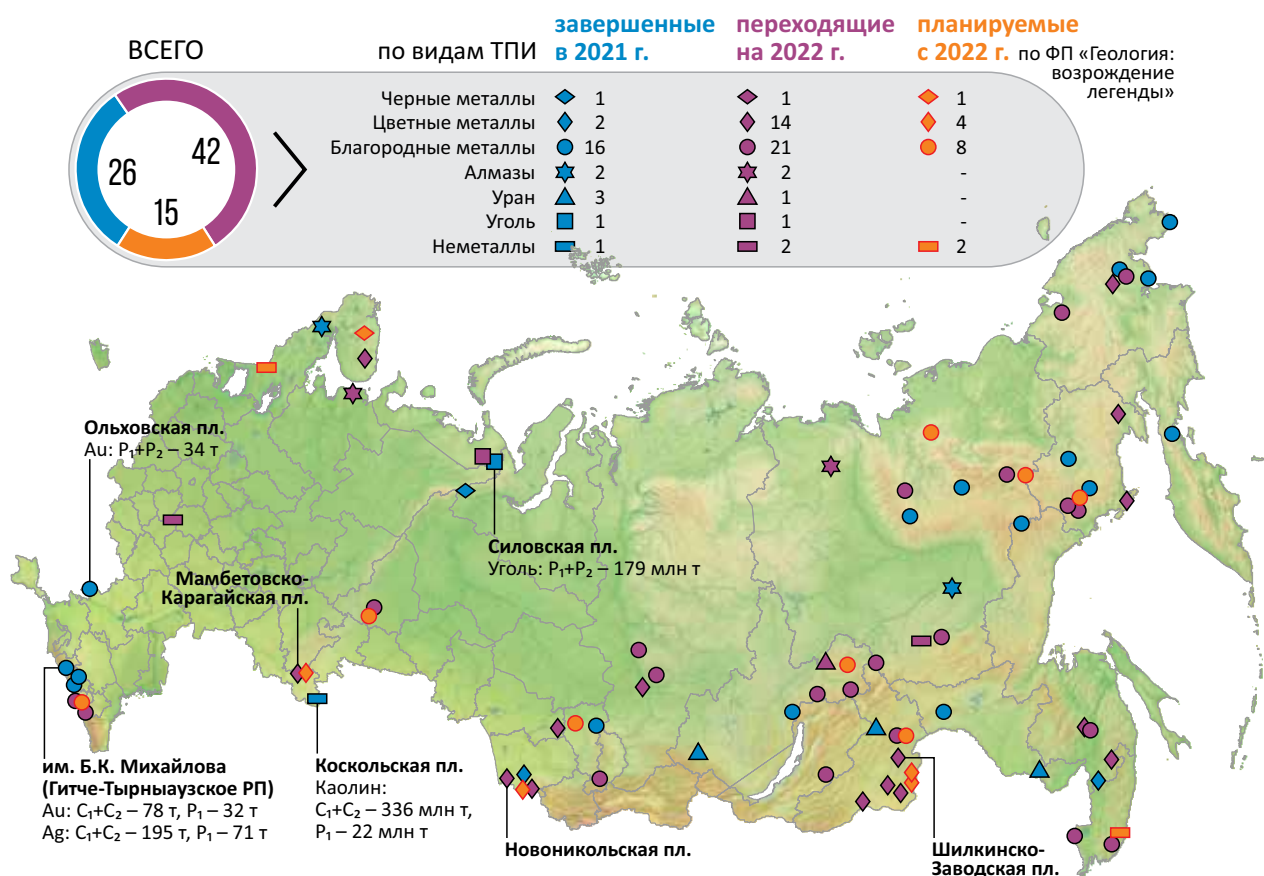 ВСЕГО
по видам ТПИ
завершенные
в 2021 г.
переходящие
на 2022 г.
планируемые
с 2022 г. по ФП «Геология:
возрождение
легенды»
26
42
15
Черные металлы 1 1 1
Цветные металлы 2 14 4
Благородные металлы 16 21 8
Алмазы 2 2 -
Уран 3 1 -
Уголь 1 1 -
Неметаллы 1 2 2
Ольховская пл.
Au: P₁+P₂ – 34 т
Силовская пл.
Уголь: P₁+P₂ – 179 млн т
Мамбетовско-
Карагайская пл.
им. Б.К. Михайлова
(Гитче-Тырныаузское РП)
Au: C₁+C₂ – 78 т, P₁ – 32 т
Ag: C₁+C₂ – 195 т, P₁ – 71 т
Коскольская пл.
Каолин:
C₁+C₂ – 336 млн т,
P₁ – 22 млн т
Новоникольская пл.
Шилкинско-
Заводская пл.